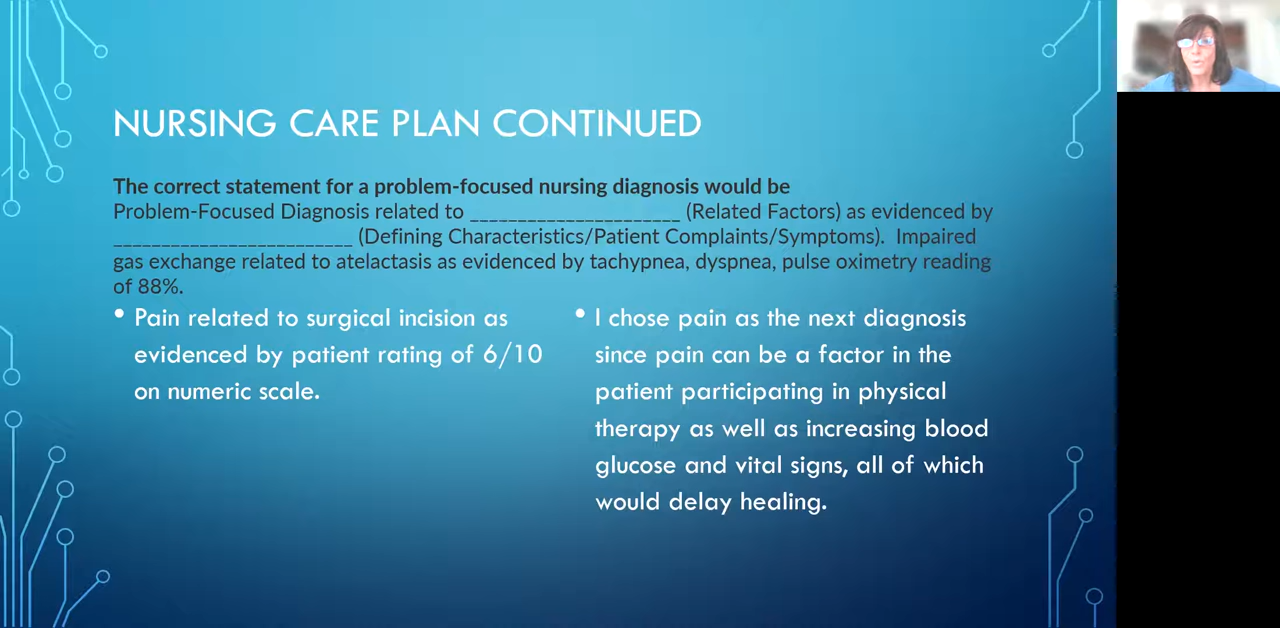 NURSING CARE PLAN CONTINUED
The correct statement for a problem-focused nursing diagnosis would be
Problem-Focused Diagnosis related to ______________________ (Related Factors) as evidenced by
_________________________ (Defining Characteristics/Patient Complaints/Symptoms).  Impaired
gas exchange related to atelactasis as evidenced by tachypnea, dyspnea, pulse oximetry reading
of 88%.
• Pain related to surgical incision as
evidenced by patient rating of 6/10
on numeric scale.
• I chose pain as the next diagnosis
since pain can be a factor in the
patient participating in physical
therapy as well as increasing blood
glucose and vital signs, all of which
would delay healing.